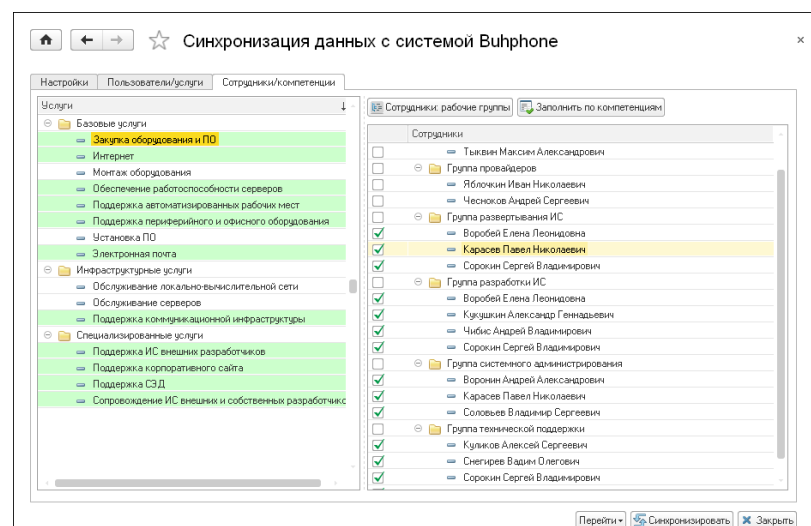 Синхронизация данных с системой Buhphone
Настройки Пользователи/услуги Сотрудники/компетенции
Услуги
Базовые услуги
Закупка оборудования и ПО
Интернет
Монтаж оборудования
Обеспечение работоспособности серверов
Поддержка автоматизированных рабочих мест
Поддержка периферийного и офисного оборудования
Установка ПО
Электронная почта
Инфраструктурные услуги
Обслуживание локально-вычислительной сети
Обслуживание серверов
Поддержка коммуникационной инфраструктуры
Специализированные услуги
Поддержка ИС внешних разработчиков
Поддержка корпоративного сайта
Поддержка СЭД
Сопровождение ИС внешних и собственных разработчикс
Сотрудники: рабочие группы Заполнить по компетенциям
Сотрудники
Тыквин Максим Александрович
Группа провайдеров
Яблочкин Иван Николаевич
Чесноков Андрей Сергеевич
Группа развертывания ИС
Воробей Елена Леонидовна
Карасев Павел Николаевич
Сорокин Сергей Владимирович
Группа разработки ИС
Воробей Елена Леонидовна
Кукушкин Александр Геннадьевич
Чибис Андрей Владимирович
Сорокин Сергей Владимирович
Группа системного администрирования
Воронин Андрей Александрович
Карасев Павел Николаевич
Соловьев Владимир Сергеевич
Группа технической поддержки
Куликов Алексей Сергеевич
Снегирев Вадим Олегович
Сорокин Сергей Владимирович
Перейти Синхронизировать Закрыть